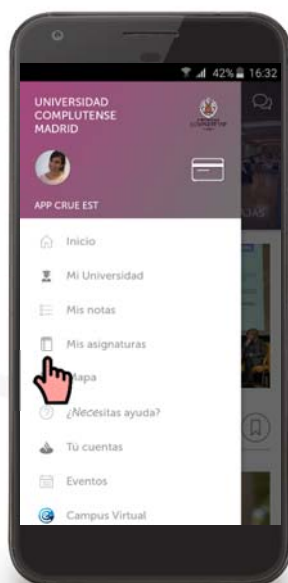 42% 16:32
UNIVERSIDAD
COMPLUTENSE
MADRID
APP CRUE EST
Inicio
Mi Universidad
Mis notas
Mis asignaturas
Mapa
¿Necesitas ayuda?
Tú cuentas
Eventos
Campus Virtual